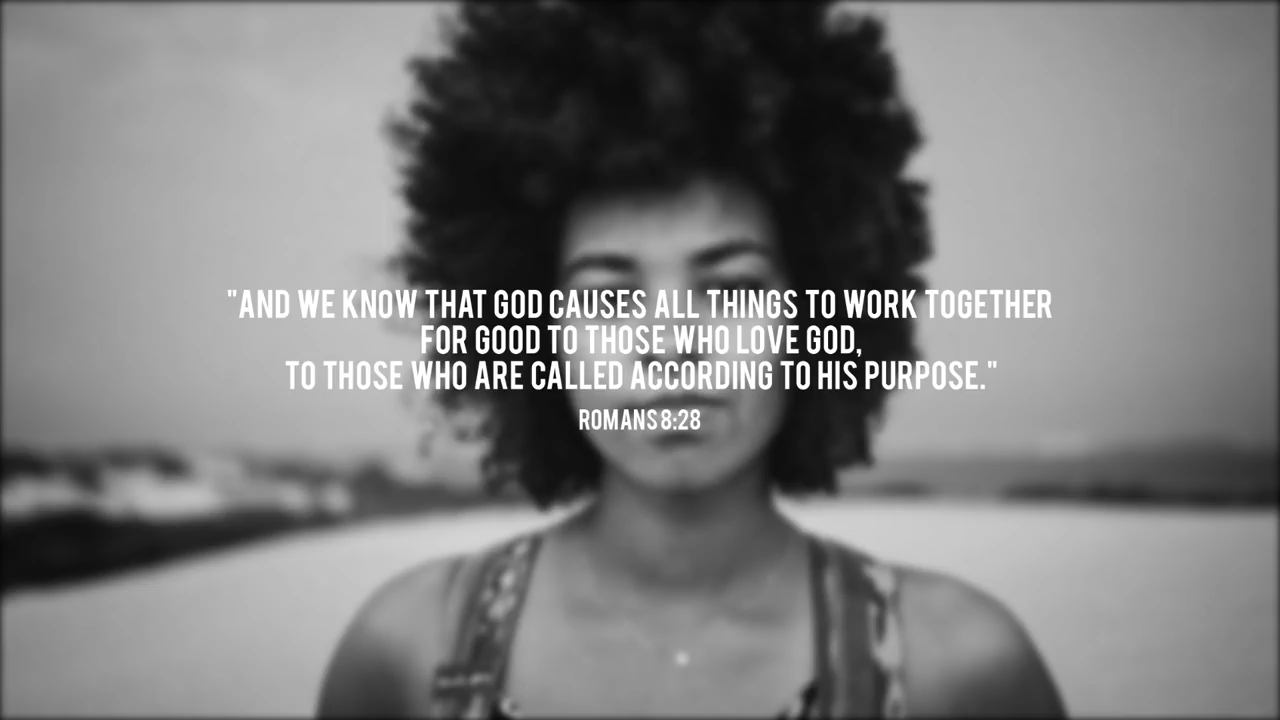 "AND WE KNOW THAT GOD CAUSES ALL THINGS TO WORK TOGETHER
FOR GOOD TO THOSE WHO LOVE GOD,
TO THOSE WHO ARE CALLED ACCORDING TO HIS PURPOSE."
ROMANS 8:28